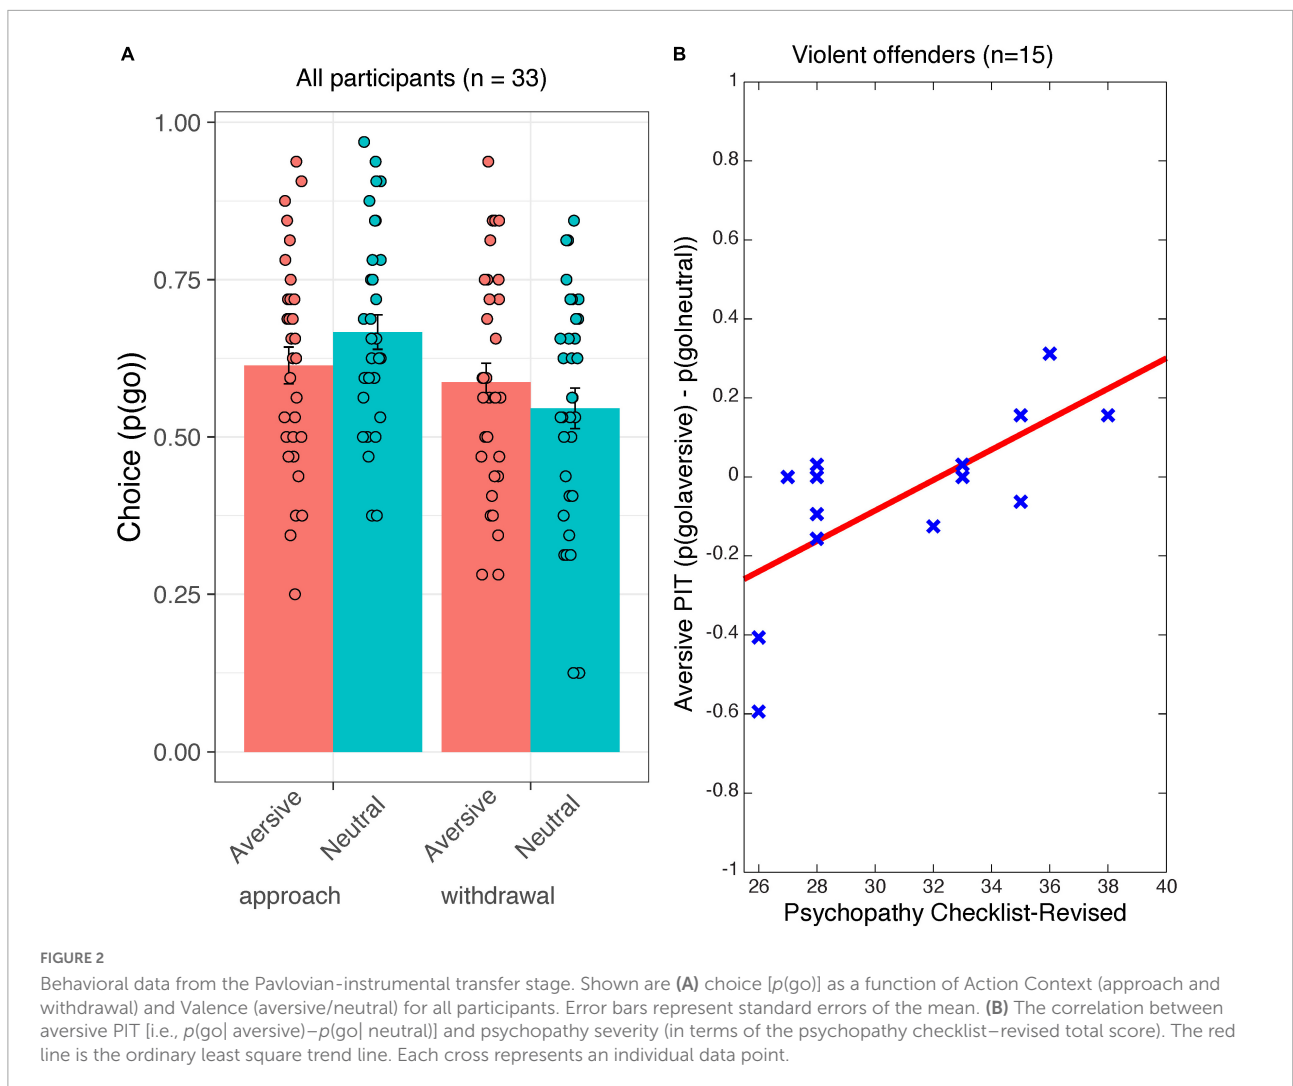 A
All participants (n = 33)
1.00
0.75
0.50
0.25
0.00
Choice (p(go))
Aversive
Neutral
Aversive
Neutral
approach
withdrawal
B
Violent offenders (n=15)
1
0.8
0.6
0.4
0.2
0
-0.2
-0.4
-0.6
-0.8
-1
Aversive PIT (p(go|aversive) - p(go|neutral))
26 28 30 32 34 36 38 40
Psychopathy Checklist-Revised
FIGURE 2
Behavioral data from the Pavlovian-instrumental transfer stage. Shown are (A) choice [p(go)] as a function of Action Context (approach and
withdrawal) and Valence (aversive/neutral) for all participants. Error bars represent standard errors of the mean. (B) The correlation between
aversive PIT [i.e., p(go| aversive)–p(go| neutral)] and psychopathy severity (in terms of the psychopathy checklist–revised total score). The red
line is the ordinary least square trend line. Each cross represents an individual data point.